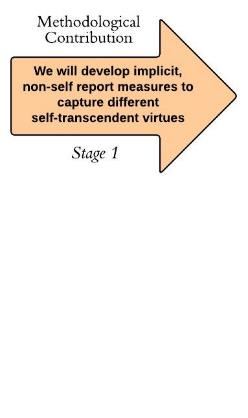 Methodological
Contribution
We will develop implicit,
non-self report measures to
capture different
self-transcendent virtues
Stage 1